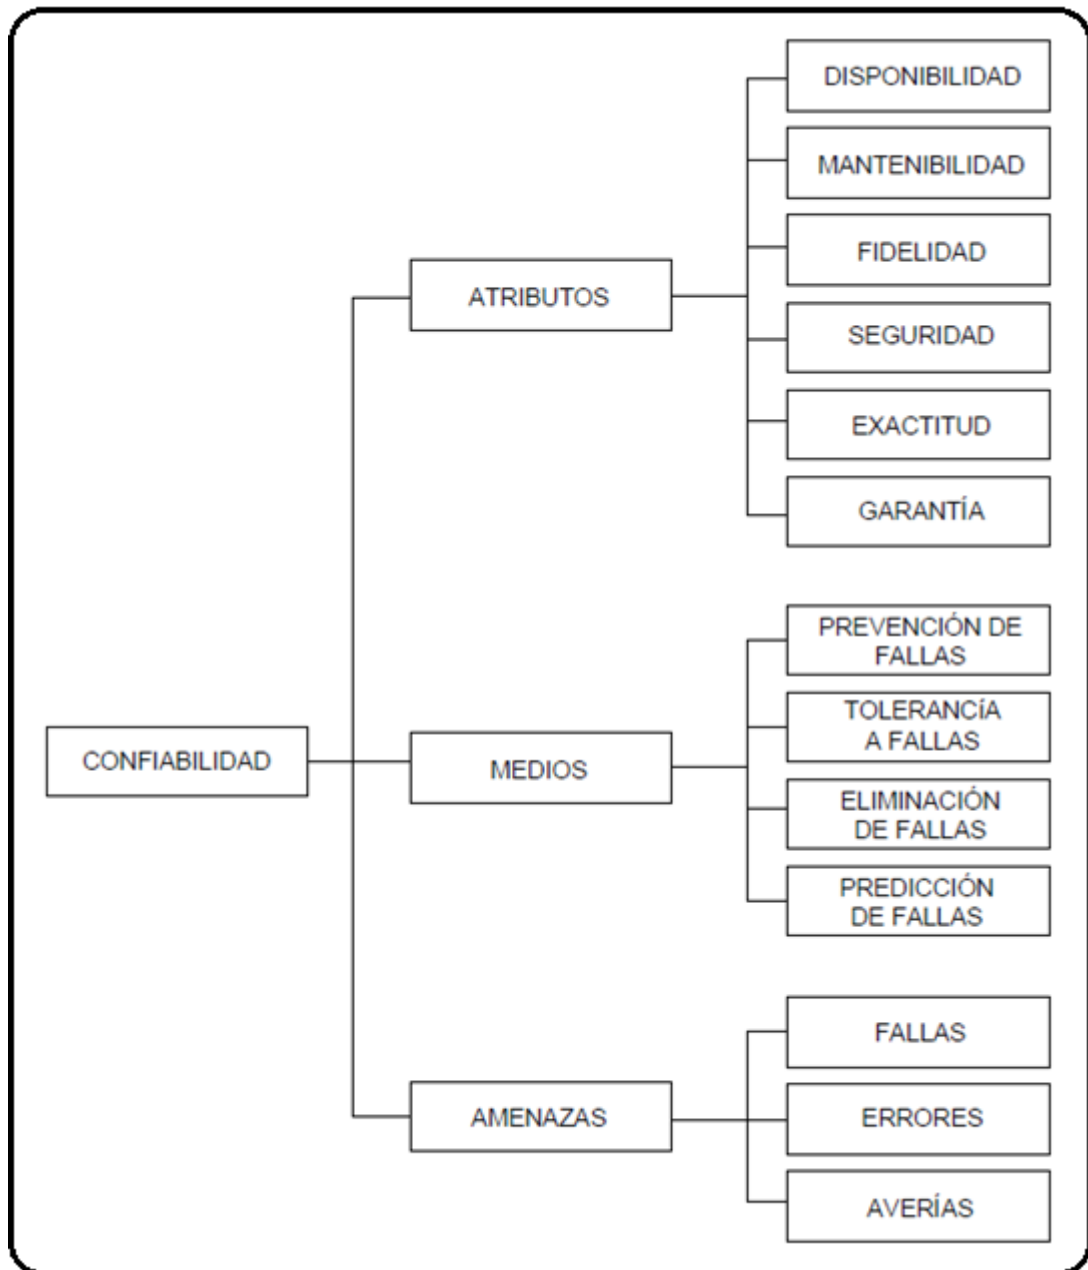 DISPONIBILIDAD
MANTENIBILIDAD
FIDELIDAD
ATRIBUTOS
SEGURIDAD
EXACTITUD
GARANTÍA
PREVENCIÓN DE
FALLAS
TOLERANCíA
A FALLAS
CONFIABILIDAD
MEDIOS
ELIMINACIÓN
DE FALLAS
PREDICCIÓN
DE FALLAS
FALLAS
AMENAZAS
ERRORES
AVERÍAS